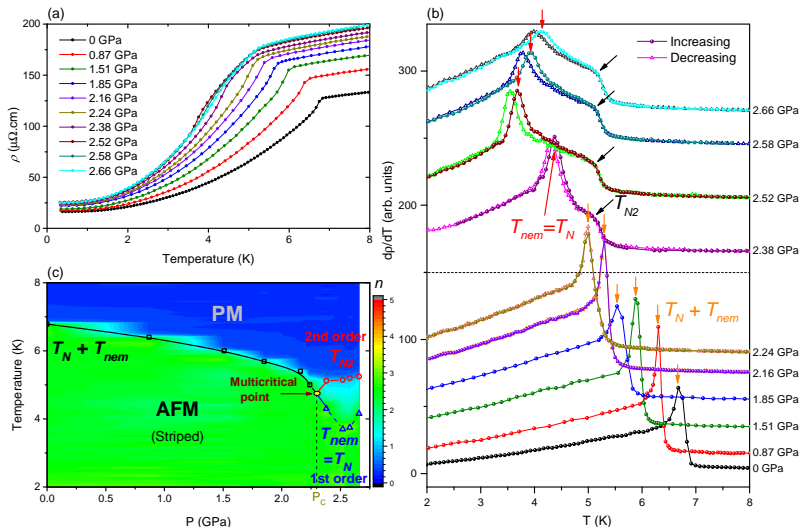 (a)
200
175
150
125
100
75
50
25
0
ρ (μΩ.cm)
0 GPa
0.87 GPa
1.51 GPa
1.85 GPa
2.16 GPa
2.24 GPa
2.38 GPa
2.52 GPa
2.58 GPa
2.66 GPa
0 2 4 6 8
Temperature (K)
(c)
8
6
4
2
Temperature (K)
PM
T_N + T_nem
2nd order
T_N2
Multicritical
point
AFM
(Striped)
T_nem
=T_N
1st order
P_c
0.0 0.5 1.0 1.5 2.0 2.5
P (GPa)
n
5
4
3
2
1
0
(b)
Increasing
Decreasing
300
200
100
0
dρ/dT (arb. units)
2.66 GPa
2.58 GPa
2.52 GPa
T_N2
T_nem=T_N
2.38 GPa
T_N + T_nem
2.24 GPa
2.16 GPa
1.85 GPa
1.51 GPa
0.87 GPa
0 GPa
2 3 4 5 6 7 8
T (K)